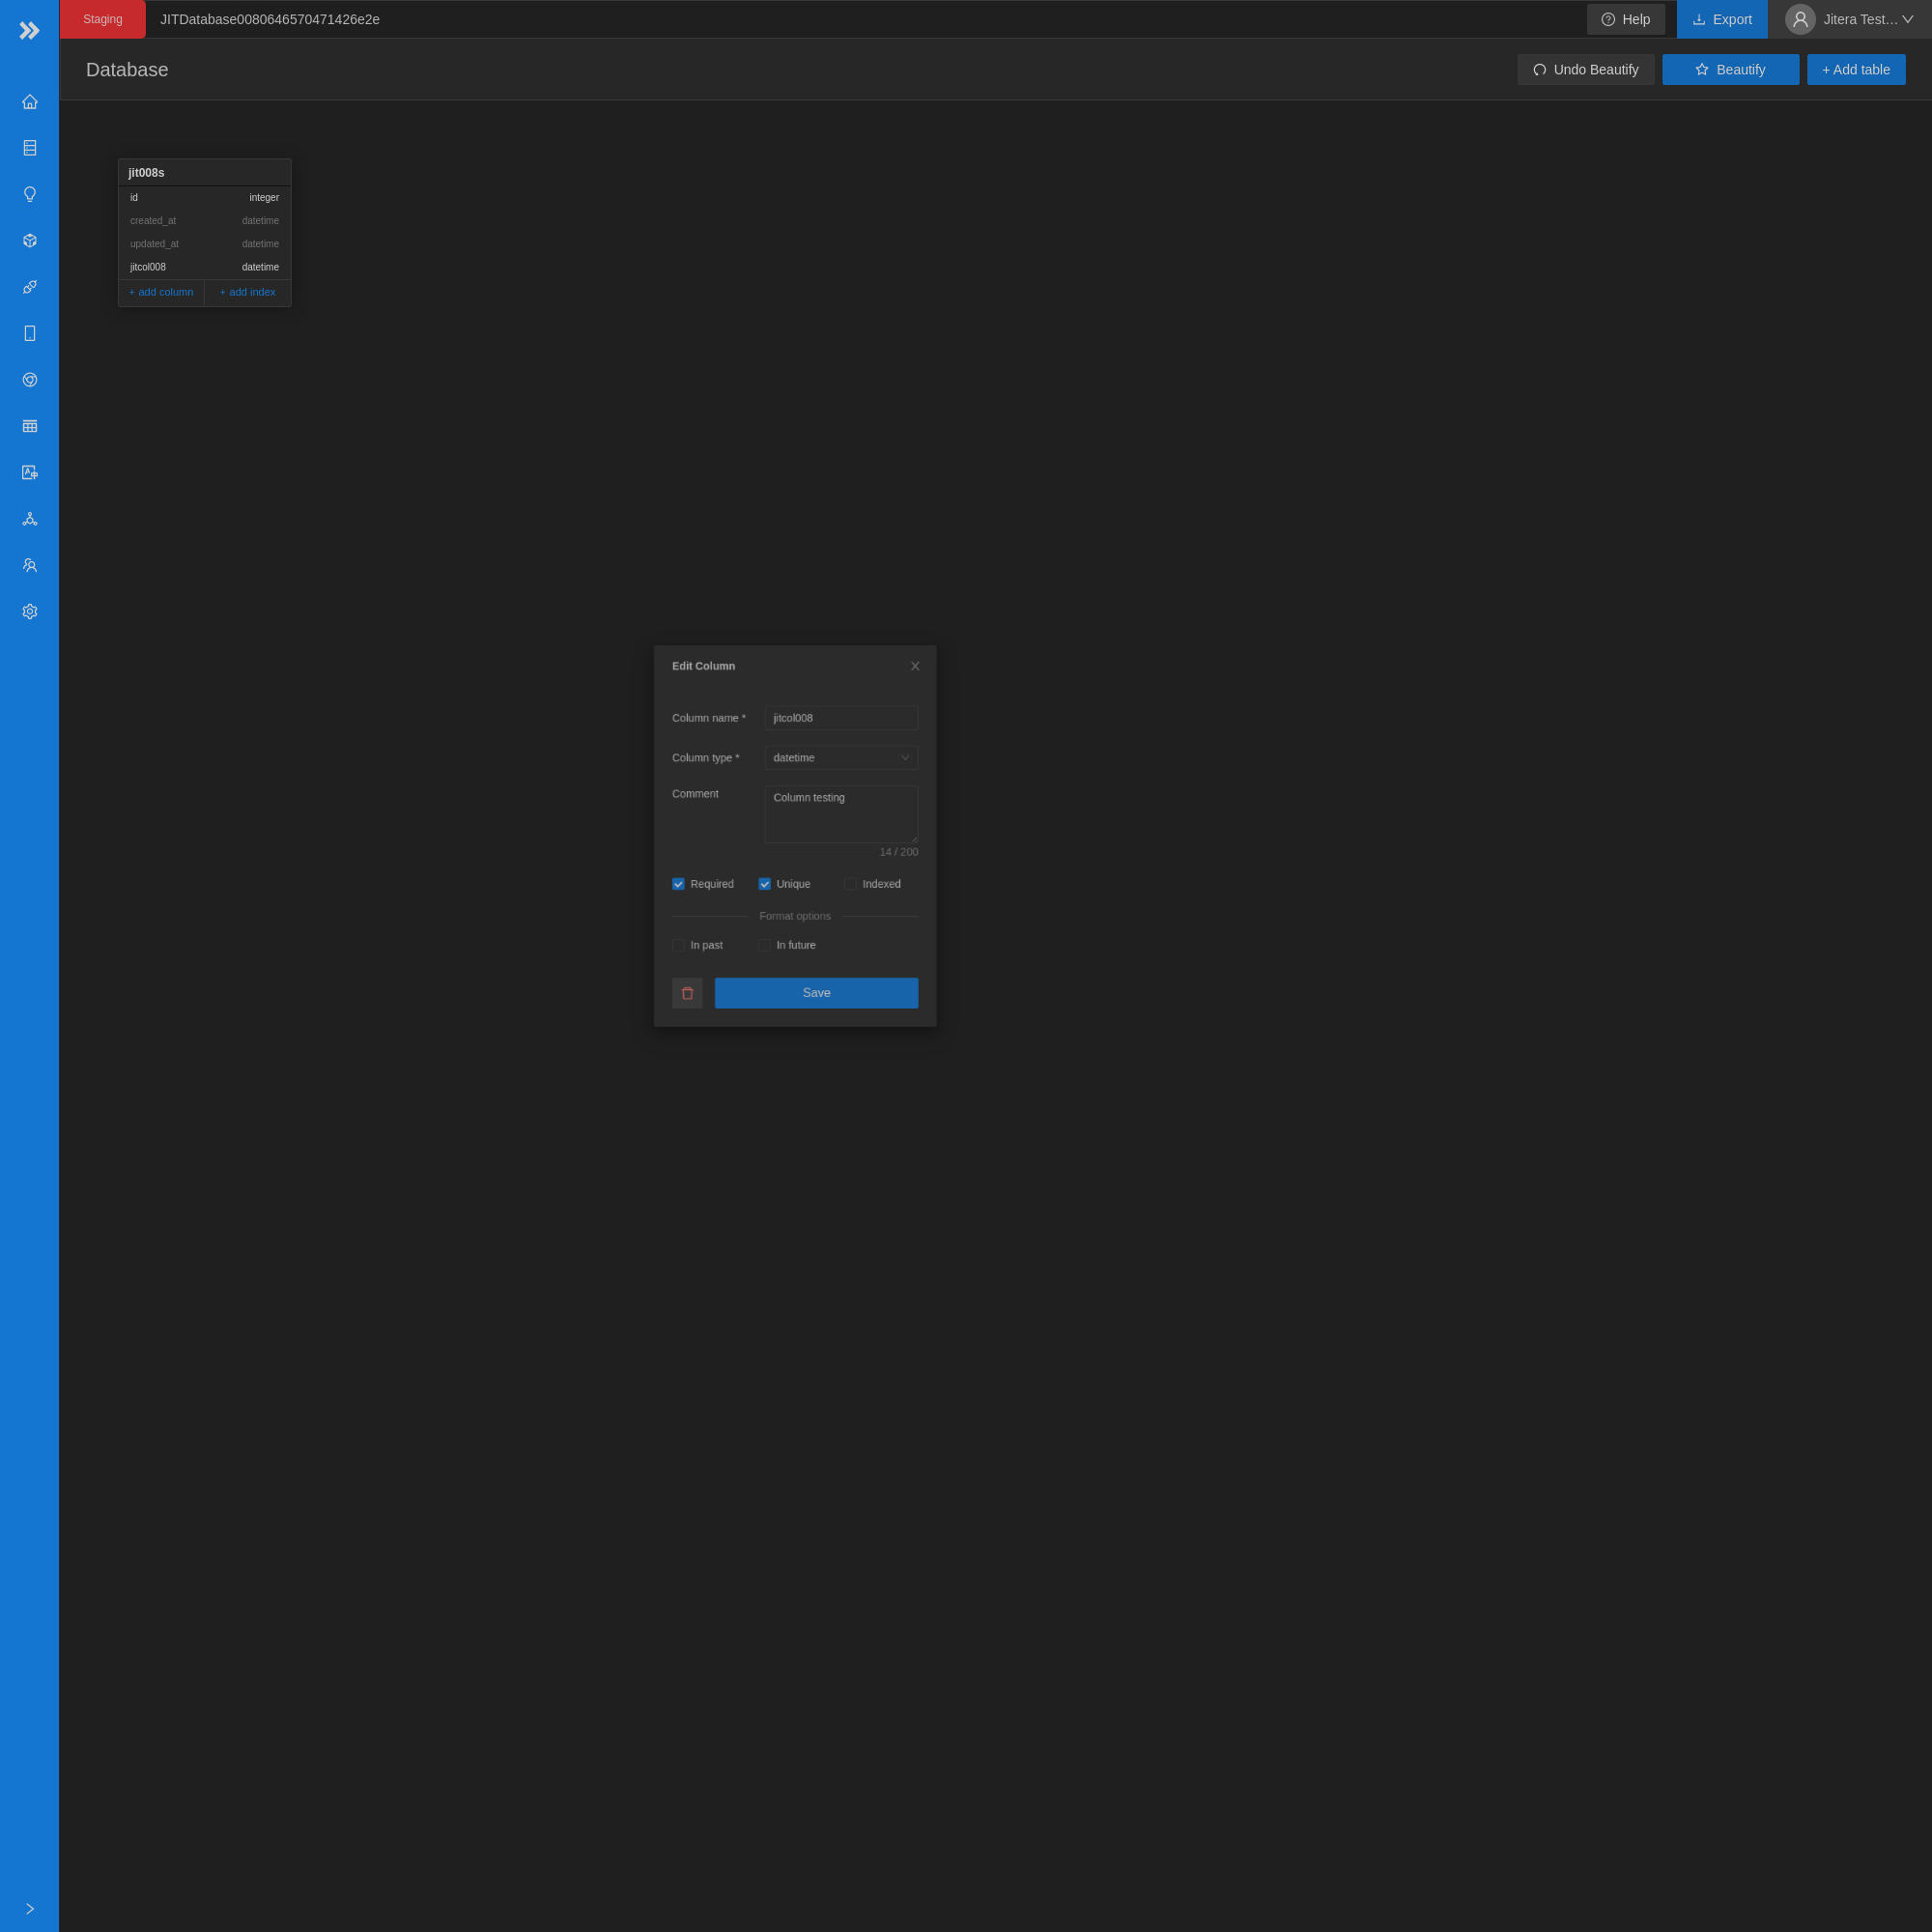 Staging JITDatabase0080646570471426e2e Help Export Jitera Test…
Database Undo Beautify Beautify + Add table
jit008s
id integer
created_at datetime
updated_at datetime
jitcol008 datetime
+ add column + add index
Edit Column
Column name * jitcol008
Column type * datetime
Comment Column testing
14 / 200
Required Unique Indexed
Format options
In past In future
Save